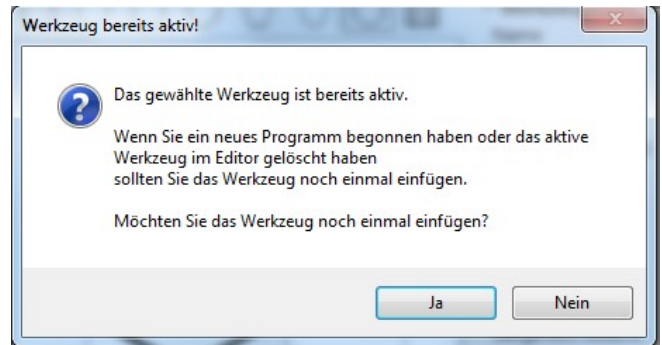 Werkzeug bereits aktiv!
Das gewählte Werkzeug ist bereits aktiv.
Wenn Sie ein neues Programm begonnen haben oder das aktive
Werkzeug im Editor gelöscht haben
sollten Sie das Werkzeug noch einmal einfügen.
Möchten Sie das Werkzeug noch einmal einfügen?
Ja
Nein